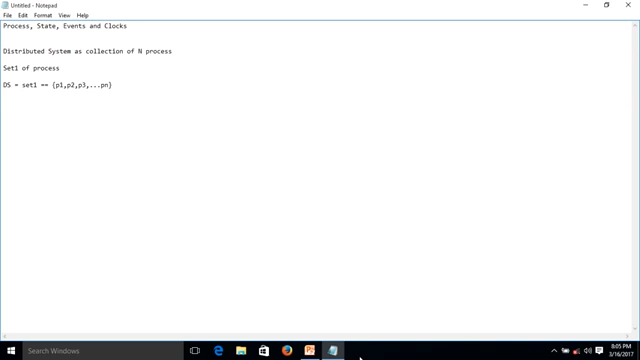 Untitled - Notepad
File Edit Format View Help
Process, State, Events and Clocks
Distributed System as collection of N process
Set1 of process
DS = set1 == {p1,p2,p3,...pn}
Search Windows
8:05 PM
3/16/2017